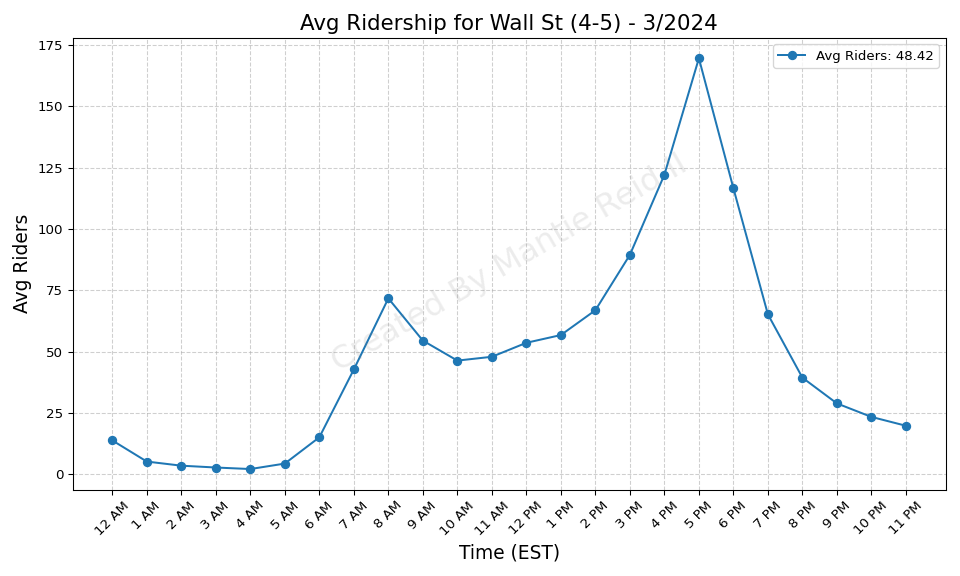 Avg Ridership for Wall St (4-5) - 3/2024
Avg Riders: 48.42
175
150
125
100
75
50
25
0
Avg Riders
Created By Mantie Reid II
12 AM
1 AM
2 AM
3 AM
4 AM
5 AM
6 AM
7 AM
8 AM
9 AM
10 AM
11 AM
12 PM
1 PM
2 PM
3 PM
4 PM
5 PM
6 PM
7 PM
8 PM
9 PM
10 PM
11 PM
Time (EST)